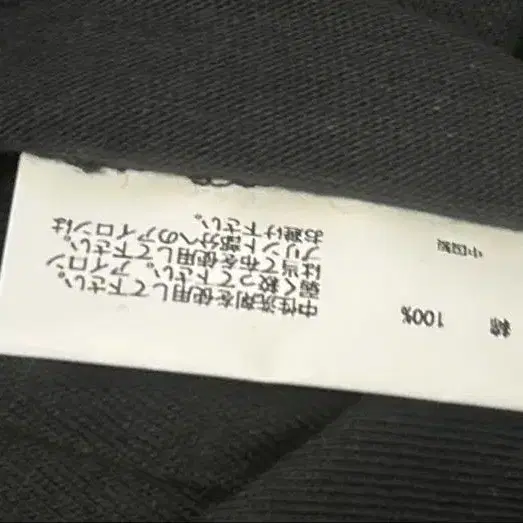 綿 100%
中国製
中性洗剤を使用して下さい。
弱く絞って下さい。アイロン
は当て布を使用して下さい。
プリント部分へのアイロンは
お避け下さい。